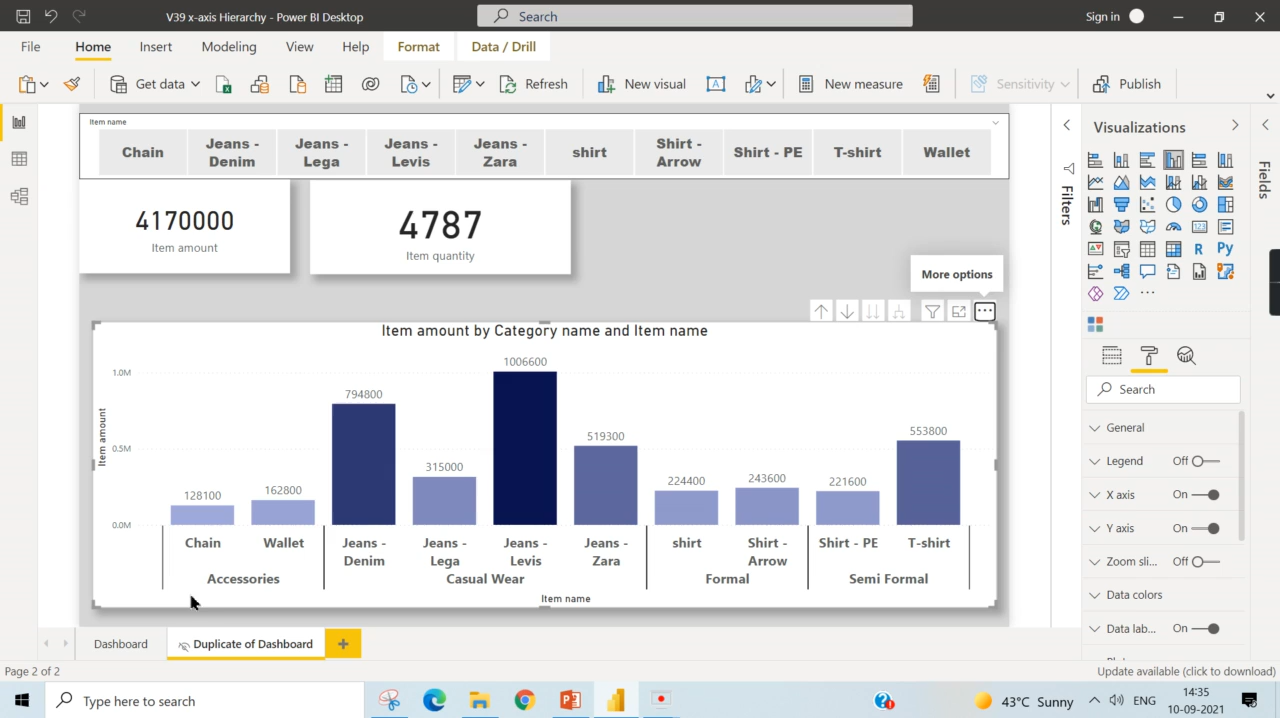 V39 x-axis Hierarchy - Power BI Desktop
Search
Sign in
File
Home
Insert
Modeling
View
Help
Format
Data / Drill
Get data
Refresh
New visual
New measure
Sensitivity
Publish
Item name
Chain
Jeans - Denim
Jeans - Lega
Jeans - Levis
Jeans - Zara
shirt
Shirt - Arrow
Shirt - PE
T-shirt
Wallet
4170000
Item amount
4787
Item quantity
More options
Item amount by Category name and Item name
1.0M
0.5M
0.0M
Item amount
128100
162800
794800
315000
1006600
519300
224400
243600
221600
553800
Chain
Wallet
Jeans - Denim
Jeans - Lega
Jeans - Levis
Jeans - Zara
shirt
Shirt - Arrow
Shirt - PE
T-shirt
Accessories
Casual Wear
Formal
Semi Formal
Item name
Filters
Visualizations
Fields
R
Py
Search
General
Legend
Off
X axis
On
Y axis
On
Zoom sli...
Off
Data colors
Data lab...
On
Dashboard
Duplicate of Dashboard
Page 2 of 2
Update available (click to download)
Type here to search
43°C Sunny
ENG
14:35
10-09-2021